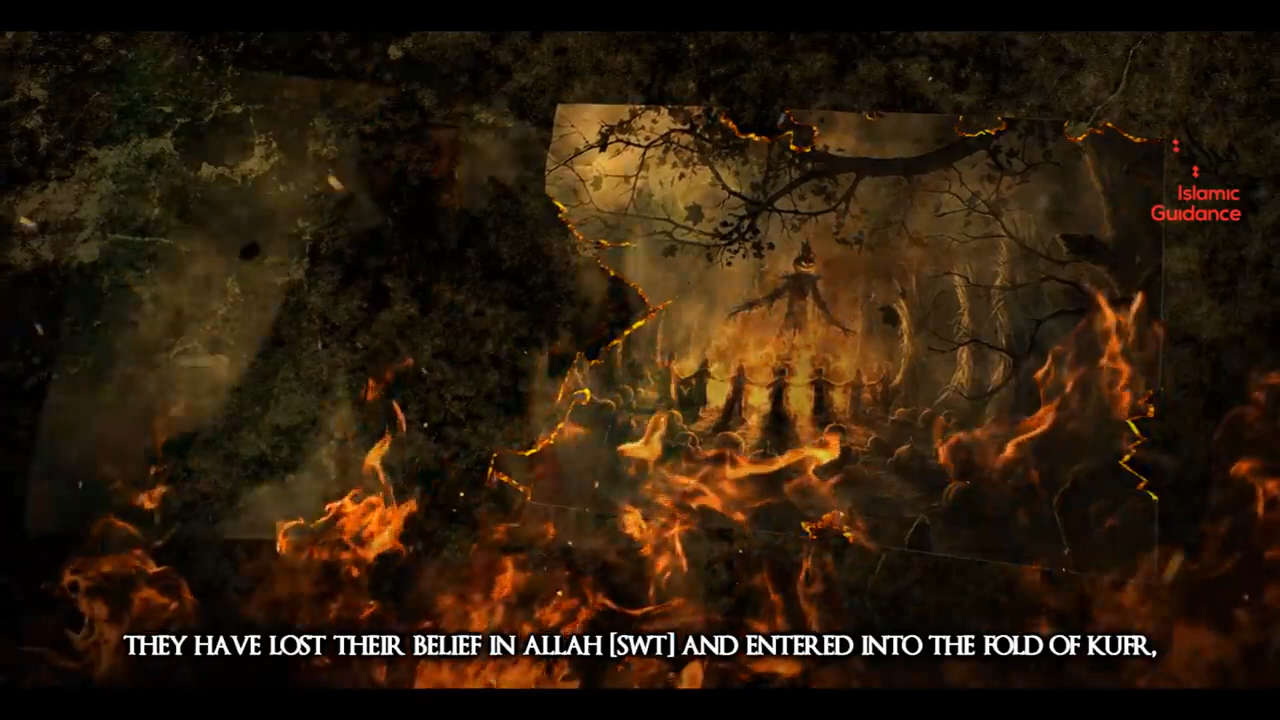 Islamic
Guidance
THEY HAVE LOST THEIR BELIEF IN ALLAH [SWT] AND ENTERED INTO THE FOLD OF KUFR,